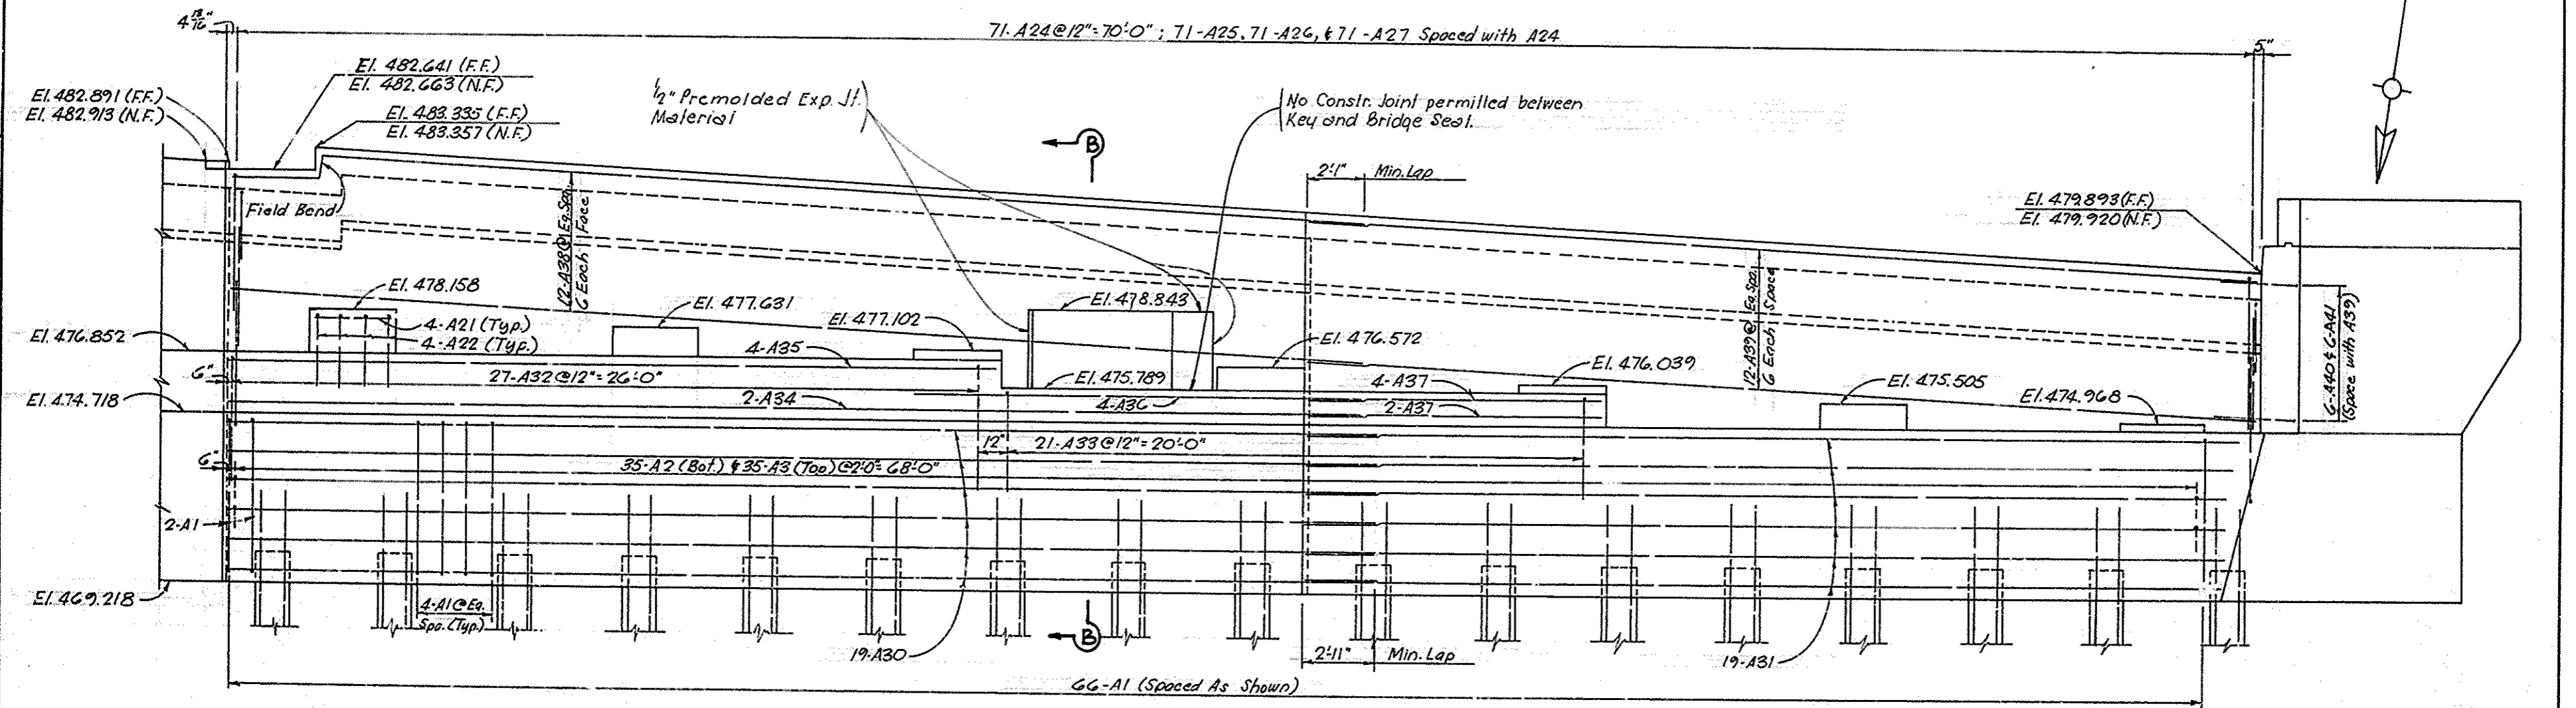 4 13/16"
71-A24@12"=70'-0" ; 71-A25, 71-A26, & 71-A27 Spaced with A24
5"
El. 482.641 (F.F.)
El. 482.663 (N.F.)
El. 482.891 (F.F.)
El. 482.913 (N.F.)
El. 483.335 (F.F.)
El. 483.357 (N.F.)
1/2" Premolded Exp. Jt.
Material
No Constr. Joint permitted between
Key and Bridge Seat.
B
2'-1" Min. Lap
El. 479.893 (F.F.)
El. 479.920 (N.F.)
Field Bend
12-A38@Eq. Spa.
6 Each Face
12-A39@Eq. Spa.
6 Each Space
6-A40 & 6-A41
(Space with A39)
El. 478.158
El. 477.631
El. 478.843
El. 477.102
El. 476.572
El. 476.852
4-A21 (Typ.)
4-A22 (Typ.)
4-A35
El. 476.039
6"
27-A32@12"=26'-0"
El. 475.789
4-A37
El. 475.505
El. 474.718
2-A34
4-A36
2-A37
El. 474.968
12"
21-A33@12"=20'-0"
6"
35-A2 (Bot.) & 35-A3 (Top) @2'-0"=68'-0"
2-A1
El. 469.218
4-A1@Eq.
Spa. (Typ.)
B
19-A30
2'-11" Min. Lap
19-A31
66-A1 (Spaced As Shown)